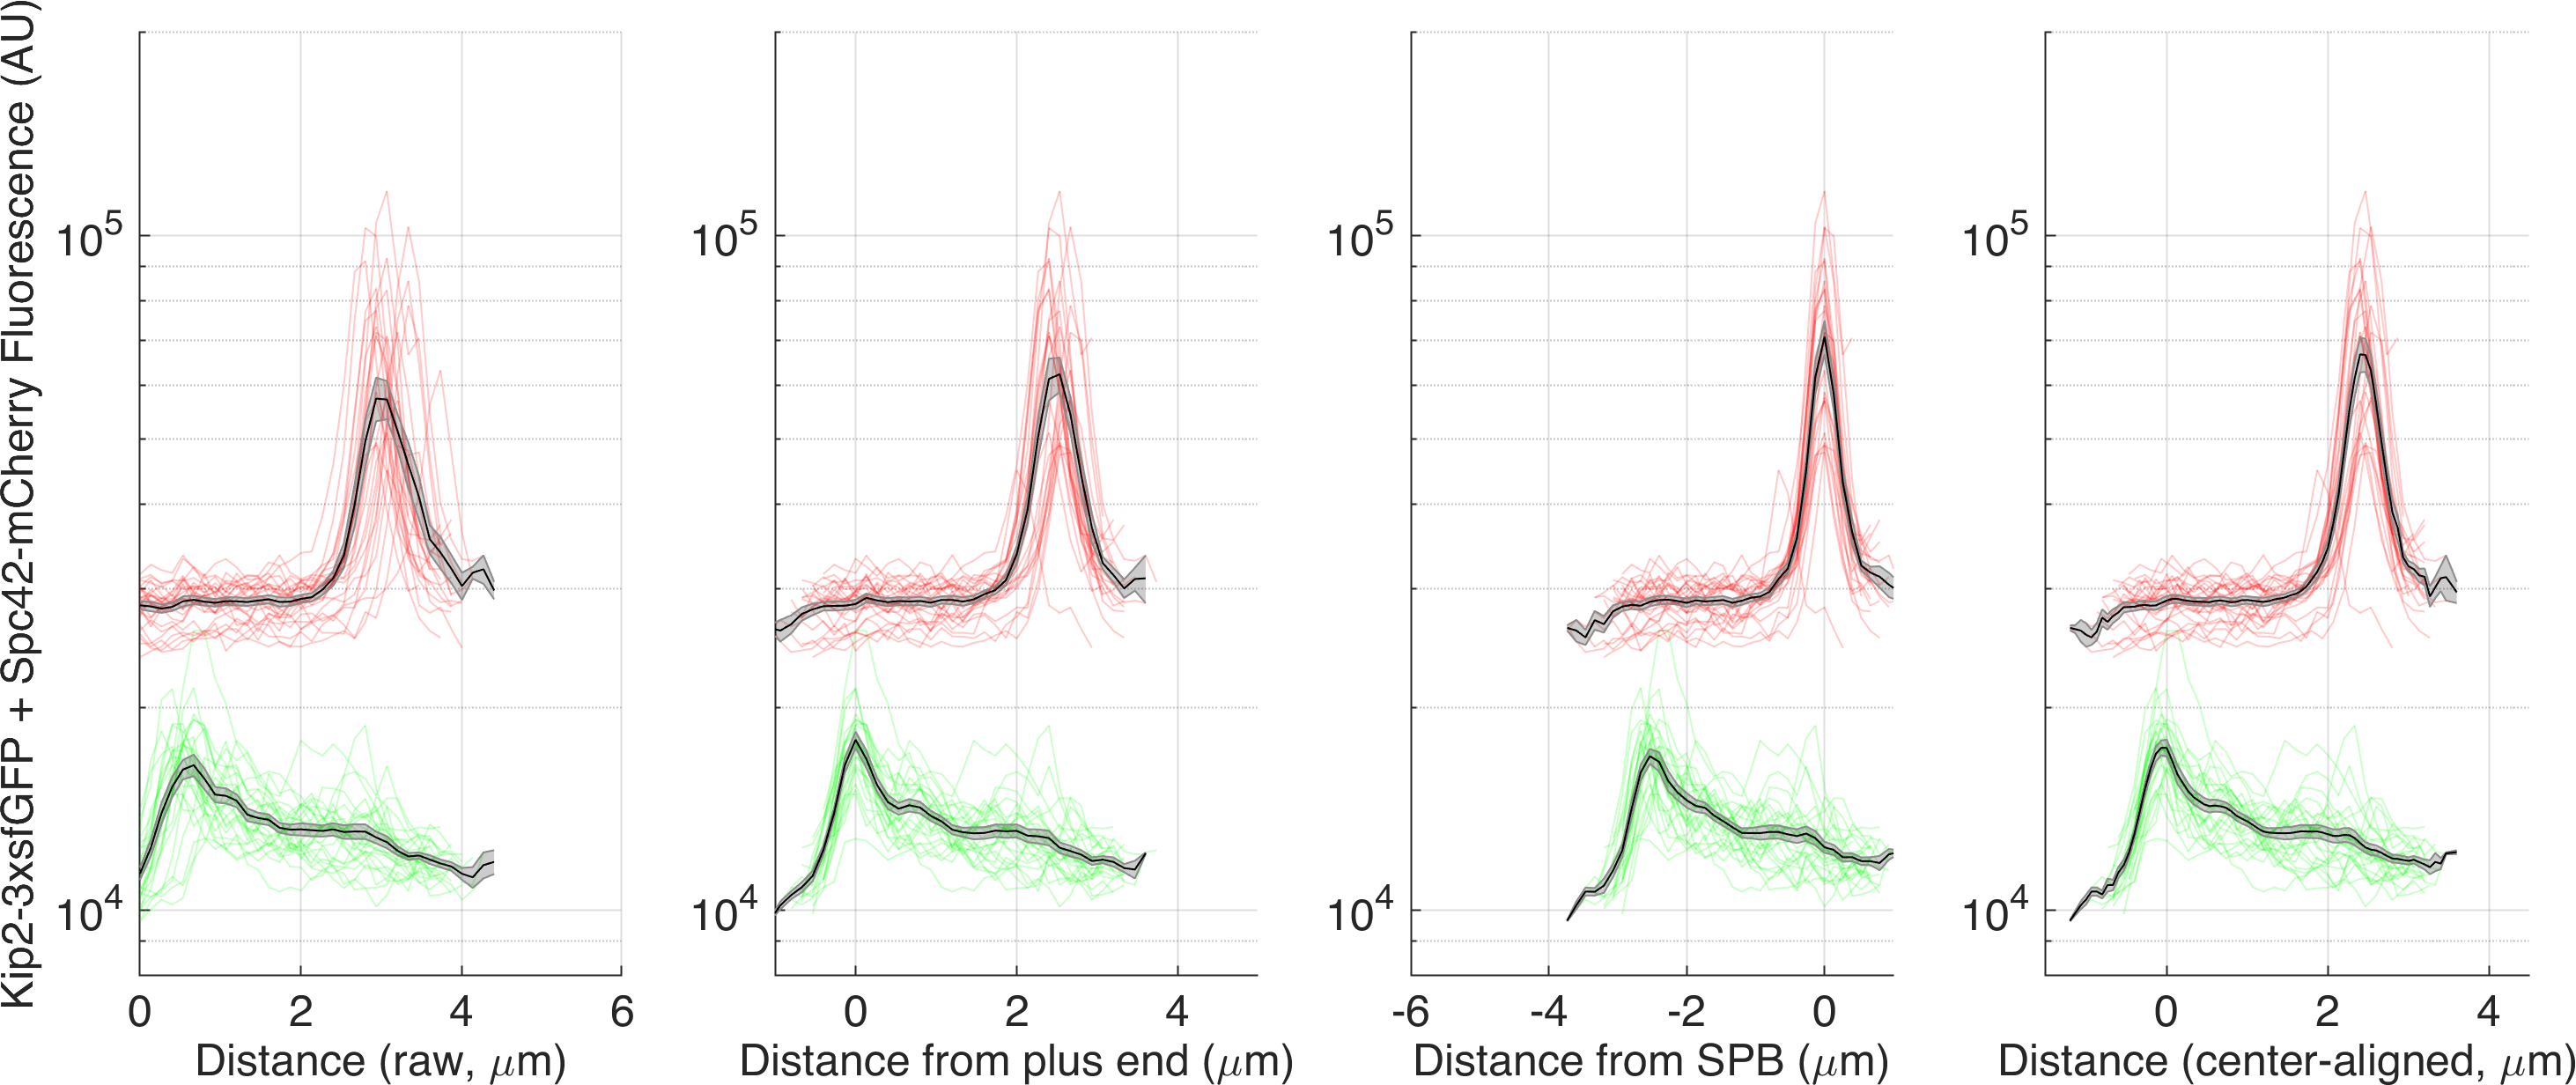 Kip2-3xsfGFP + Spc42-mCherry Fluorescence (AU)
10^5
10^4
0 2 4 6
Distance (raw, μm)
10^5
10^4
0 2 4
Distance from plus end (μm)
10^5
10^4
-6 -4 -2 0
Distance from SPB (μm)
10^5
10^4
0 2 4
Distance (center-aligned, μm)